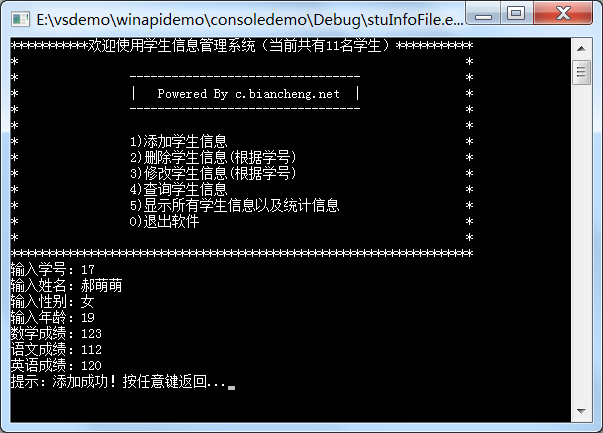 E:\vsdemo\winapidemo\consoledemo\Debug\stuInfoFile.e...
***********欢迎使用学生信息管理系统（当前共有11名学生）***********
* *
* --------------------------------- *
* | Powered By c.biancheng.net | *
* --------------------------------- *
* *
* 1)添加学生信息 *
* 2)删除学生信息(根据学号) *
* 3)修改学生信息(根据学号) *
* 4)查询学生信息 *
* 5)显示所有学生信息以及统计信息 *
* 0)退出软件 *
* *
******************************************************************
输入学号：17
输入姓名：郝萌萌
输入性别：女
输入年龄：19
数学成绩：123
语文成绩：112
英语成绩：120
提示：添加成功！按任意键返回..._